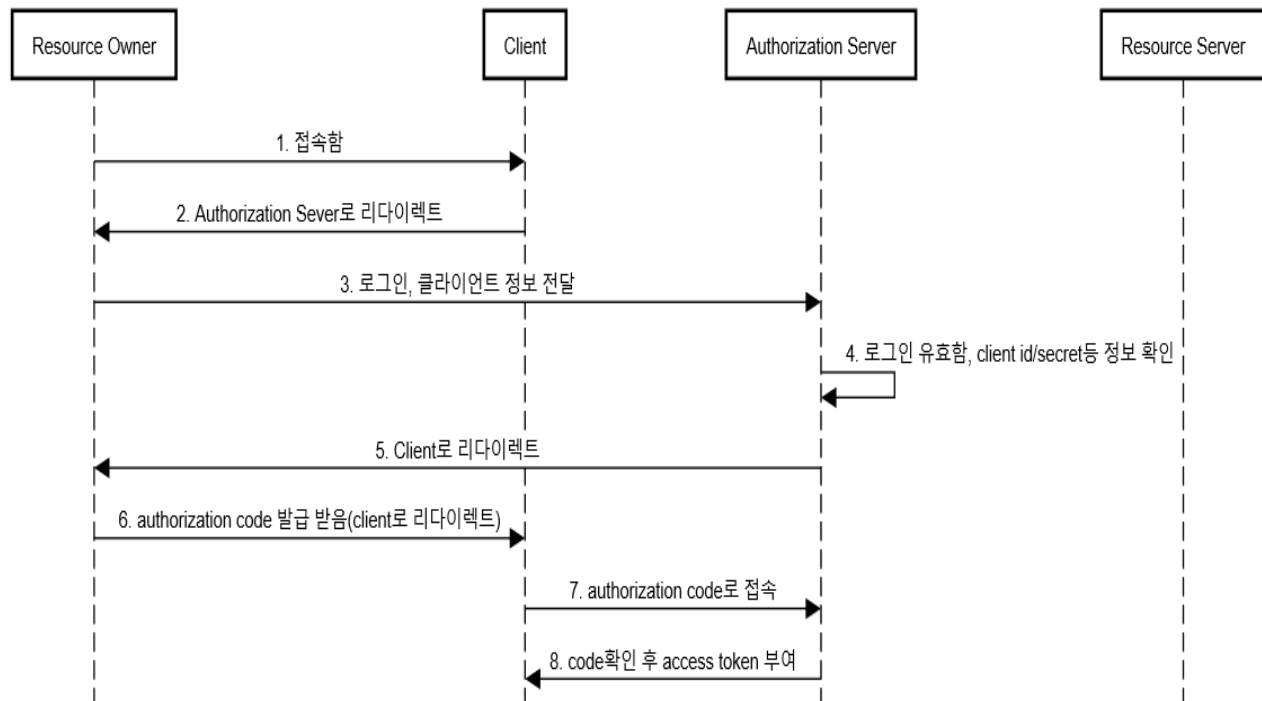 Resource Owner
Client
Authorization Server
Resource Server
1. 접속함
2. Authorization Sever로 리다이렉트
3. 로그인, 클라이언트 정보 전달
4. 로그인 유효함, client id/secret등 정보 확인
5. Client로 리다이렉트
6. authorization code 발급 받음(client로 리다이렉트)
7. authorization code로 접속
8. code확인 후 access token 부여